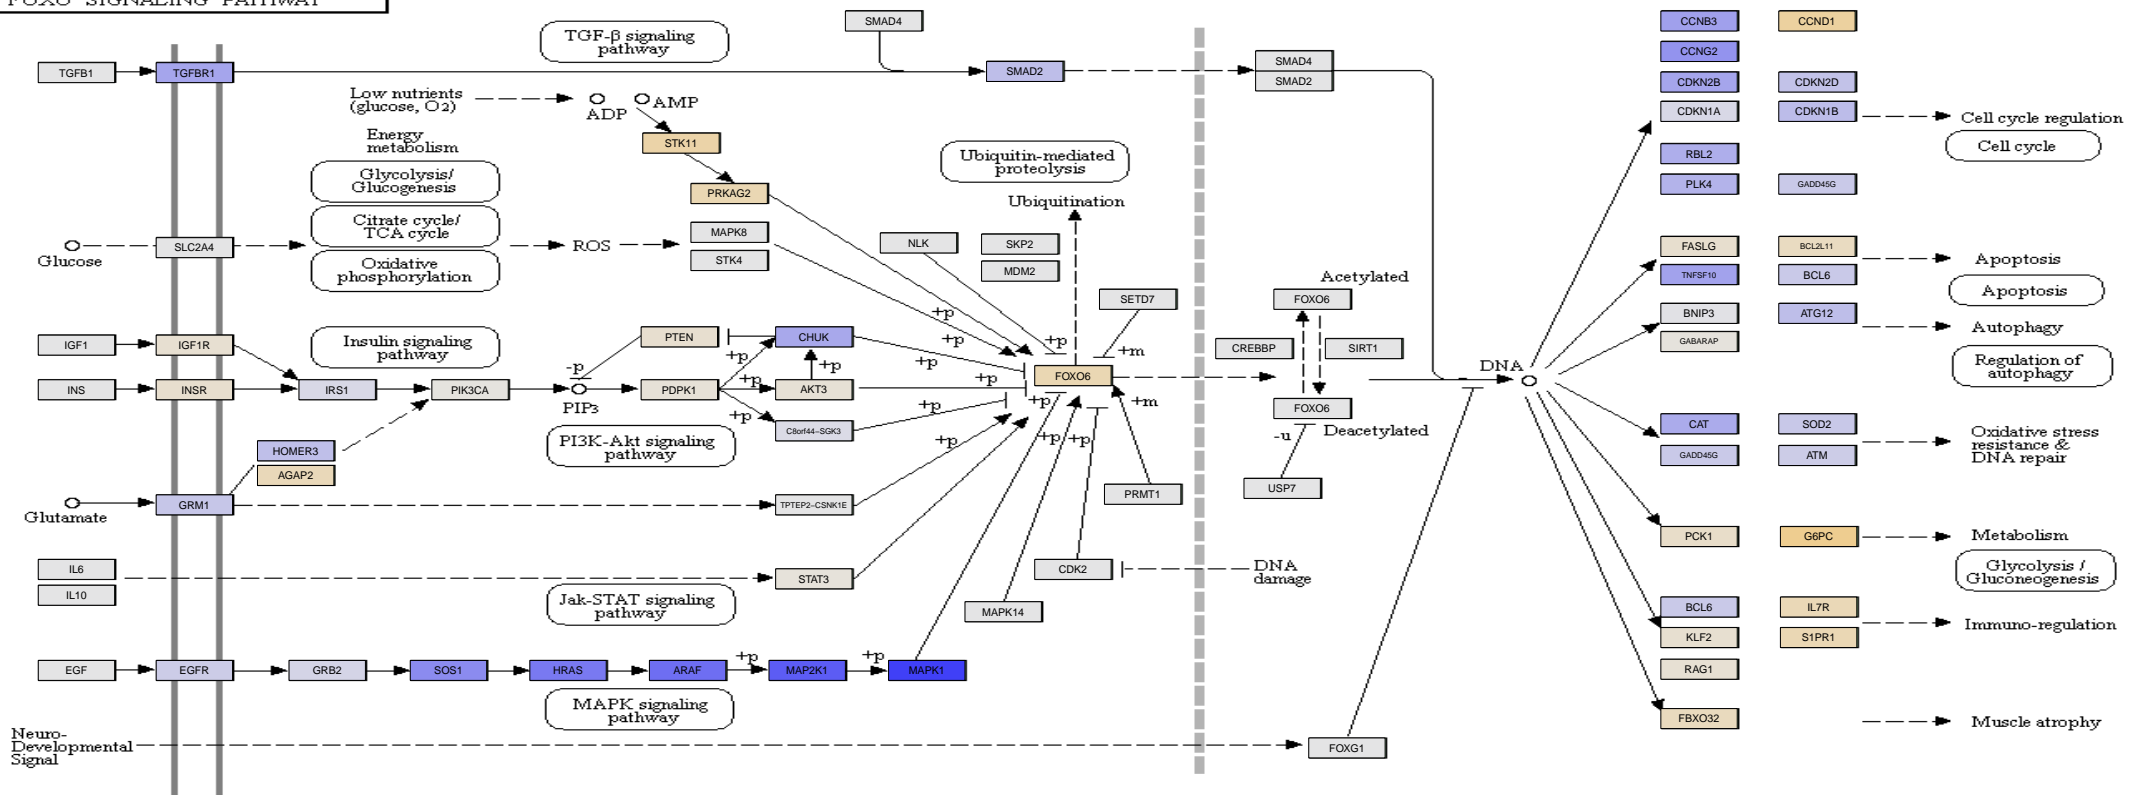 FOXO SIGNALING PATHWAY
SMAD4
CCNB3
CCND1
TGF-β signaling
pathway
CCNG2
TGFB1
TGFBR1
SMAD2
SMAD4
SMAD2
CDKN2B
CDKN2D
Low nutrients
(glucose, O2)
ADP
AMP
CDKN1A
CDKN1B
Cell cycle regulation
Energy
metabolism
STK11
Cell cycle
Ubiquitin-mediated
proteolysis
RBL2
Glycolysis/
Glucogenesis
PRKAG2
PLK4
GADD45G
Ubiquitination
Citrate cycle/
TCA cycle
MAPK8
NLK
SKP2
Glucose
SLC2A4
ROS
STK4
MDM2
FASLG
BCL2L11
Apoptosis
Oxidative
phosphorylation
Acetylated
TNFSF10
BCL6
Apoptosis
SETD7
FOXO6
+p
BNIP3
ATG12
Autophagy
IGF1
IGF1R
Insulin signaling
pathway
PTEN
CHUK
+p
+p
+p
+m
CREBBP
SIRT1
GABARAP
Regulation of
autophagy
-p
+p
+p
+p
FOXO6
DNA
INS
INSR
IRS1
PIK3CA
PIP3
PDPK1
AKT3
+p
+p
+p
+m
FOXO6
-u
Deacetylated
C8orf44-SGK3
PI3K-Akt signaling
pathway
+p
+p
+p
CAT
SOD2
Oxidative stress
resistance &
DNA repair
HOMER3
AGAP2
GADD45G
ATM
Glutamate
GRM1
TPTEP2-CSNK1E
PRMT1
USP7
PCK1
G6PC
Metabolism
IL6
IL10
STAT3
CDK2
DNA
damage
Glycolysis /
Gluconeogenesis
Jak-STAT signaling
pathway
MAPK14
BCL6
IL7R
Immuno-regulation
KLF2
S1PR1
EGF
EGFR
GRB2
SOS1
HRAS
ARAF
+p
MAP2K1
+p
MAPK1
RAG1
MAPK signaling
pathway
FBXO32
Muscle atrophy
Neuro-
Developmental
Signal
FOXG1